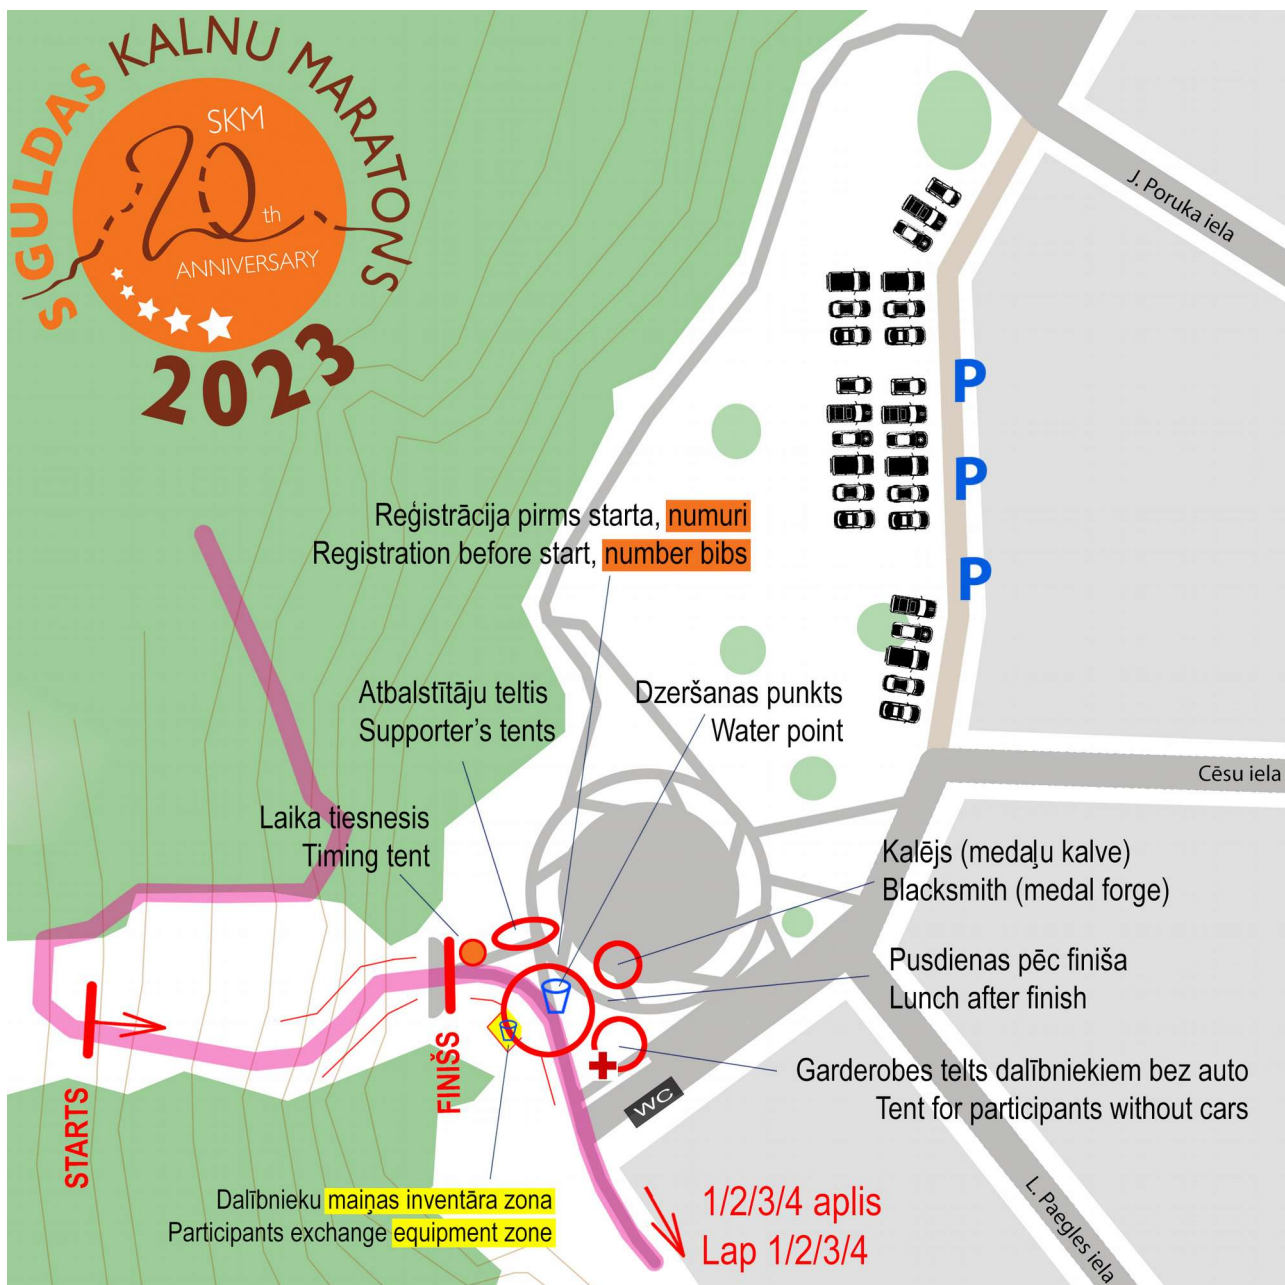 SIGULDAS KALNU MARATONS
SKM
20th
ANNIVERSARY
2023
J. Poruka iela
P
P
P
Reģistrācija pirms starta, numuri
Registration before start, number bibs
Atbalstītāju teltis
Supporter's tents
Dzeršanas punkts
Water point
Cēsu iela
Laika tiesnesis
Timing tent
Kalējs (medaļu kalve)
Blacksmith (medal forge)
Pusdienas pēc finiša
Lunch after finish
Garderobes telts dalībniekiem bez auto
Tent for participants without cars
STARTS
FINIŠS
WC
Dalībnieku maiņas inventāra zona
Participants exchange equipment zone
1/2/3/4 aplis
Lap 1/2/3/4
L. Paegles iela